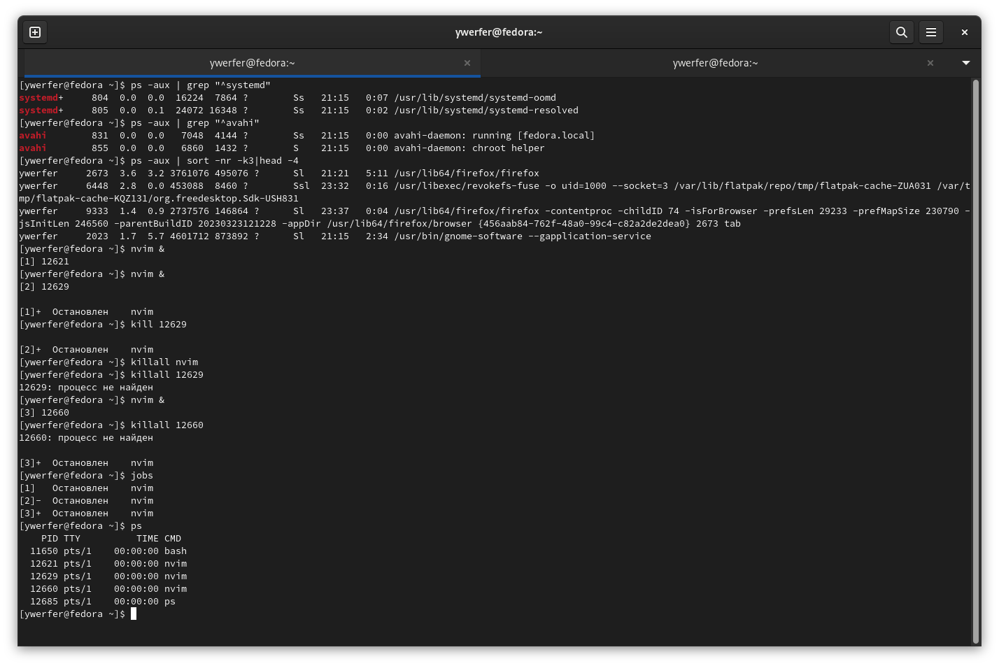 ywerfer@fedora:~
ywerfer@fedora:~ ywerfer@fedora:~
[ywerfer@fedora ~]$ ps -aux | grep "^systemd"
systemd+     804  0.0  0.0  16224  7864 ?        Ss   21:15   0:07 /usr/lib/systemd/systemd-oomd
systemd+     805  0.0  0.1  24072 16348 ?        Ss   21:15   0:02 /usr/lib/systemd/systemd-resolved
[ywerfer@fedora ~]$ ps -aux | grep "^avahi"
avahi        831  0.0  0.0   7048  4144 ?        Ss   21:15   0:00 avahi-daemon: running [fedora.local]
avahi        855  0.0  0.0   6860  1432 ?        S    21:15   0:00 avahi-daemon: chroot helper
[ywerfer@fedora ~]$ ps -aux | sort -nr -k3|head -4
ywerfer     2673  3.6  3.2 3761076 495076 ?      Sl   21:21   5:11 /usr/lib64/firefox/firefox
ywerfer     6448  2.8  0.0 453088  8460 ?        Ssl  23:32   0:16 /usr/libexec/revokefs-fuse -o uid=1000 --socket=3 /var/lib/flatpak/repo/tmp/flatpak-cache-ZUA031 /var/t
mp/flatpak-cache-KQZ131/org.freedesktop.Sdk-USH831
ywerfer     9333  1.4  0.9 2737576 146864 ?      Sl   23:37   0:04 /usr/lib64/firefox/firefox -contentproc -childID 74 -isForBrowser -prefsLen 29233 -prefMapSize 230790 -
jsInitLen 246560 -parentBuildID 20230323121228 -appDir /usr/lib64/firefox/browser {456aab84-762f-48a0-99c4-c82a2de2dea0} 2673 tab
ywerfer     2023  1.7  5.7 4601712 873892 ?      Sl   21:15   2:34 /usr/bin/gnome-software --gapplication-service
[ywerfer@fedora ~]$ nvim &
[1] 12621
[ywerfer@fedora ~]$ nvim &
[2] 12629
[1]+  Остановлен    nvim
[ywerfer@fedora ~]$ kill 12629
[2]+  Остановлен    nvim
[ywerfer@fedora ~]$ killall nvim
[ywerfer@fedora ~]$ killall 12629
12629: процесс не найден
[ywerfer@fedora ~]$ nvim &
[3] 12660
[ywerfer@fedora ~]$ killall 12660
12660: процесс не найден
[3]+  Остановлен    nvim
[ywerfer@fedora ~]$ jobs
[1]   Остановлен    nvim
[2]-  Остановлен    nvim
[3]+  Остановлен    nvim
[ywerfer@fedora ~]$ ps
    PID TTY          TIME CMD
  11650 pts/1    00:00:00 bash
  12621 pts/1    00:00:00 nvim
  12629 pts/1    00:00:00 nvim
  12660 pts/1    00:00:00 nvim
  12685 pts/1    00:00:00 ps
[ywerfer@fedora ~]$